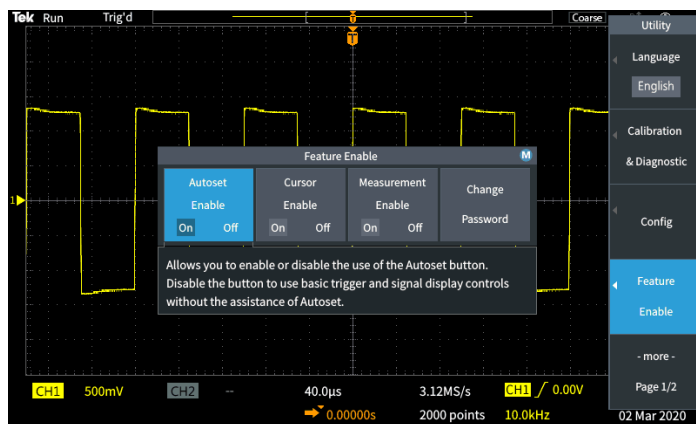 Tek Run Trig'd Coarse
T
T
Utility
Language
English
Calibration
& Diagnostic
Config
Feature
Enable
- more -
Page 1/2
Feature Enable M
Autoset
Enable
On Off
Cursor
Enable
On Off
Measurement
Enable
On Off
Change
Password
Allows you to enable or disable the use of the Autoset button.
Disable the button to use basic trigger and signal display controls
without the assistance of Autoset.
1
CH1 500mV CH2 -- 40.0µs 3.12MS/s CH1 / 0.00V
0.00000s 2000 points 10.0kHz 02 Mar 2020